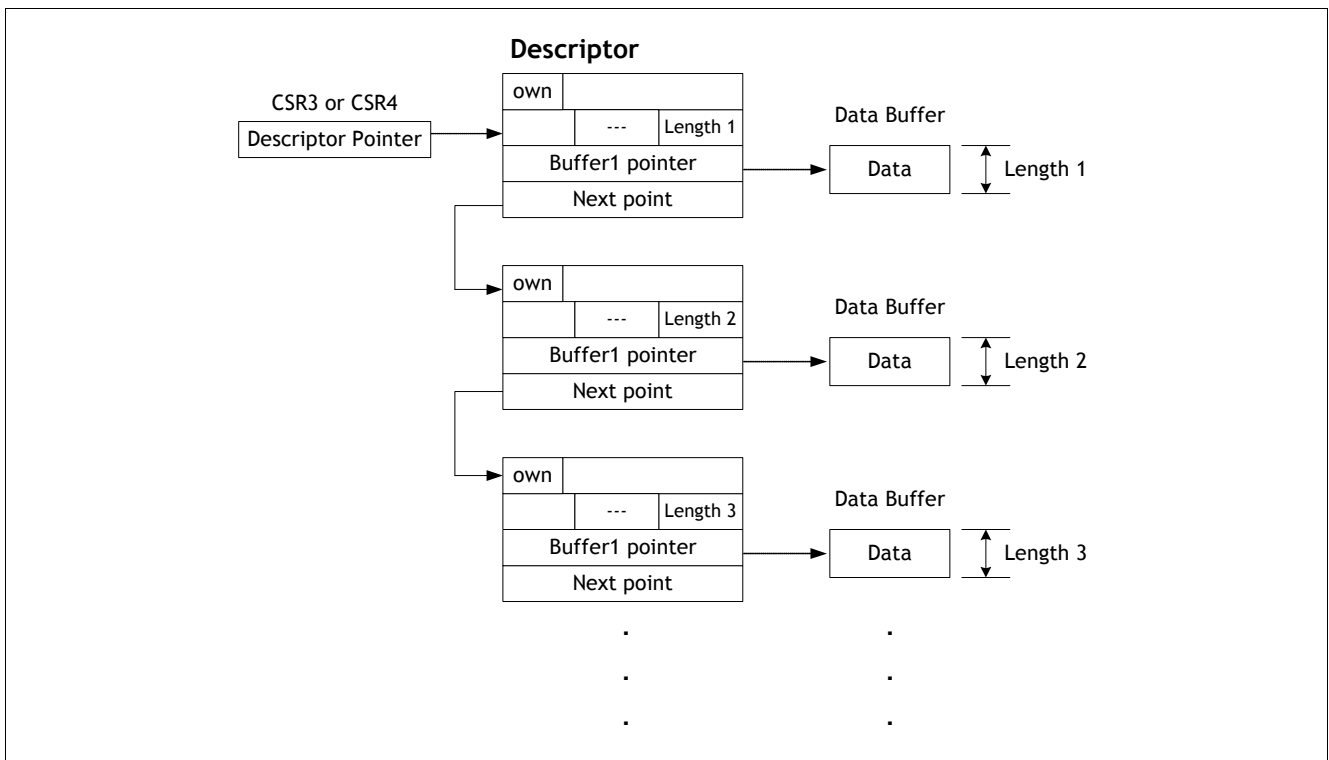 Descriptor
CSR3 or CSR4
Descriptor Pointer
own
--- Length 1
Buffer1 pointer
Next point
Data Buffer
Data
Length 1
own
--- Length 2
Buffer1 pointer
Next point
Data Buffer
Data
Length 2
own
--- Length 3
Buffer1 pointer
Next point
Data Buffer
Data
Length 3